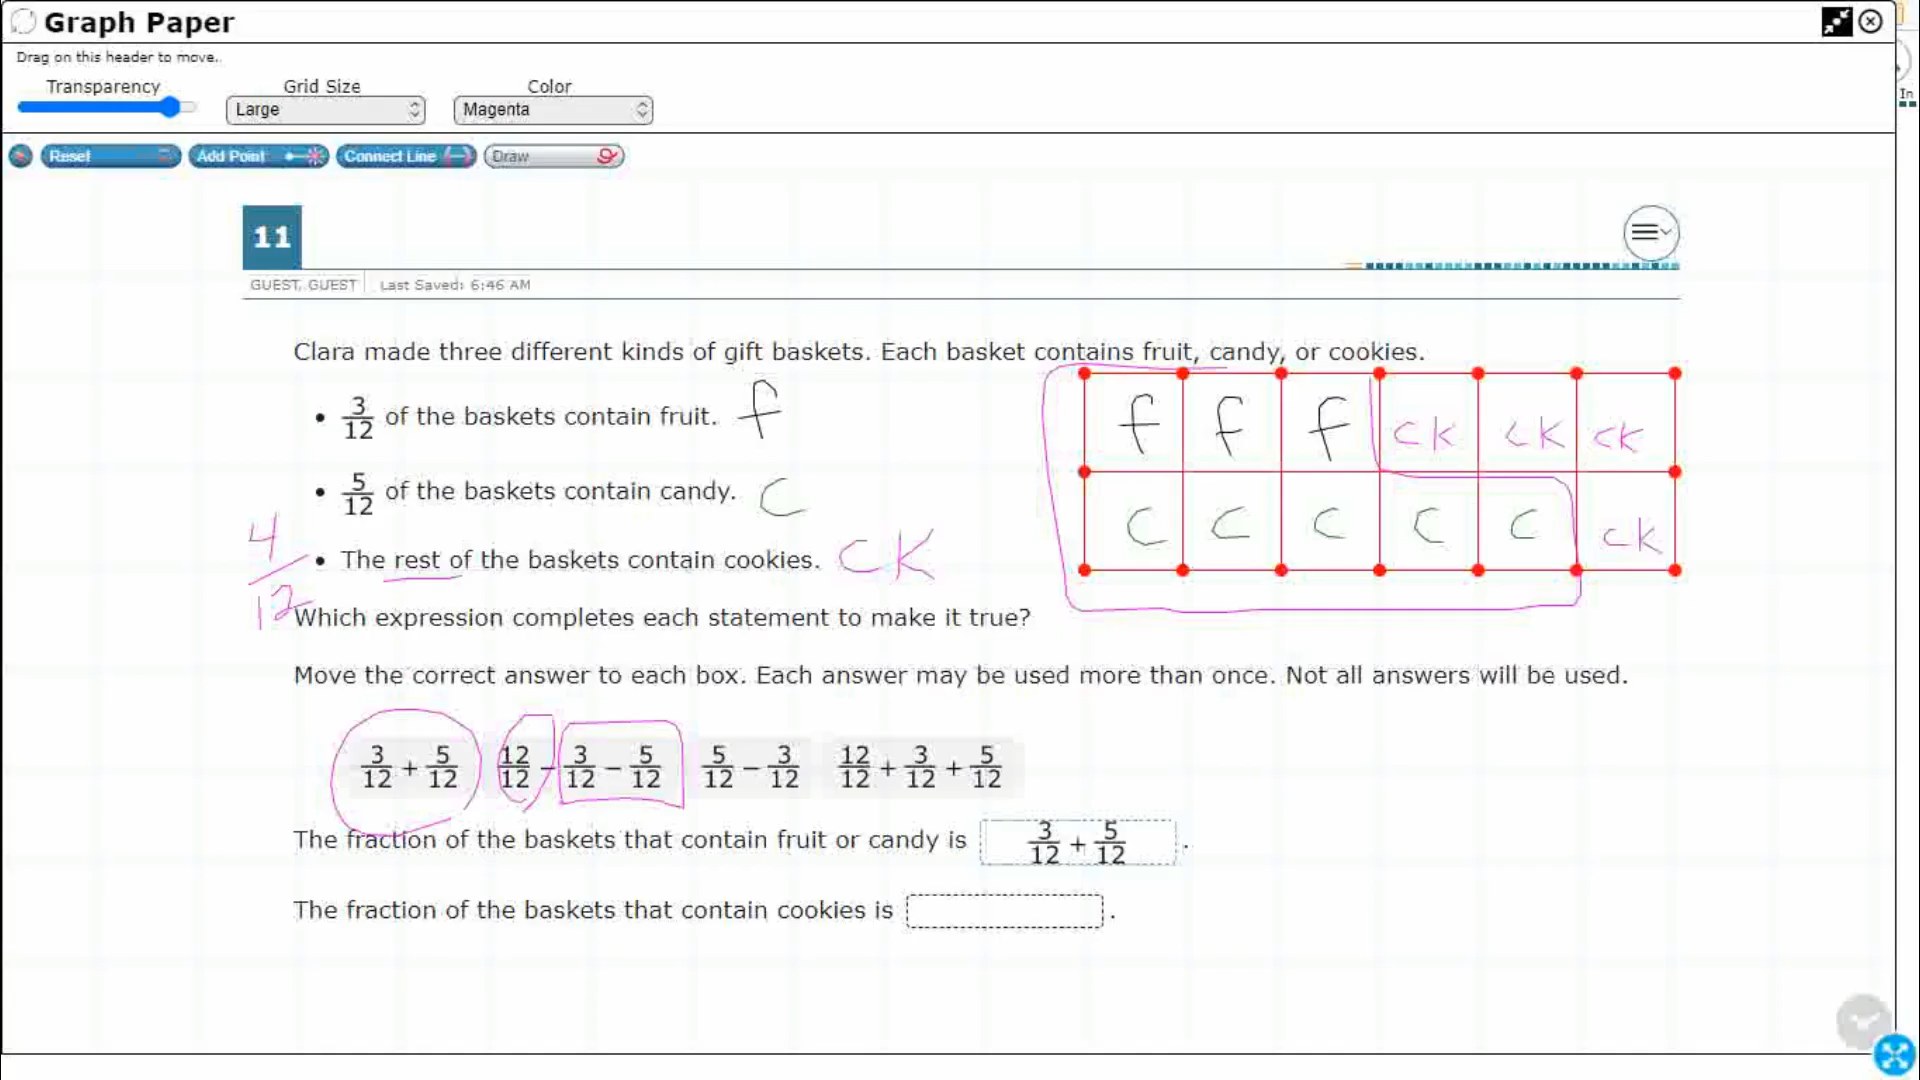 Graph Paper
Drag on this header to move..
Transparency Grid Size Color
Large Magenta
Reset Add Point Connect Line Draw
In
11
GUEST, GUEST Last Saved: 6:46 AM
Clara made three different kinds of gift baskets. Each basket contains fruit, candy, or cookies.
• 3/12 of the baskets contain fruit. f
f f f ck ck ck
• 5/12 of the baskets contain candy. c
c c c c c ck
4/12
• The rest of the baskets contain cookies. CK
Which expression completes each statement to make it true?
Move the correct answer to each box. Each answer may be used more than once. Not all answers will be used.
3/12 + 5/12 12/12 − 3/12 − 5/12 5/12 − 3/12 12/12 + 3/12 + 5/12
The fraction of the baskets that contain fruit or candy is 3/12 + 5/12 .
The fraction of the baskets that contain cookies is .